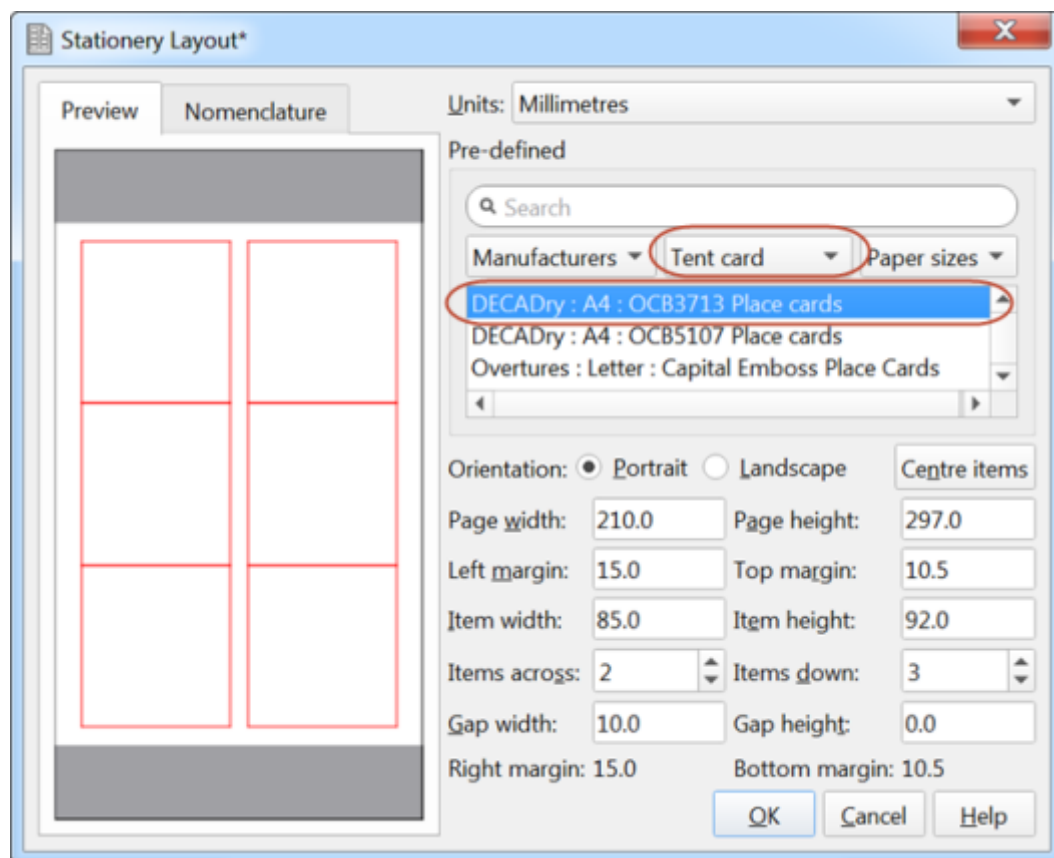 Stationery Layout*
Preview
Nomenclature
Units: Millimetres
Pre-defined
Search
Manufacturers Tent card Paper sizes
DECADry : A4 : OCB3713 Place cards
DECADry : A4 : OCB5107 Place cards
Overtures : Letter : Capital Emboss Place Cards
Orientation: Portrait Landscape Centre items
Page width: 210.0 Page height: 297.0
Left margin: 15.0 Top margin: 10.5
Item width: 85.0 Item height: 92.0
Items across: 2 Items down: 3
Gap width: 10.0 Gap height: 0.0
Right margin: 15.0 Bottom margin: 10.5
OK Cancel Help